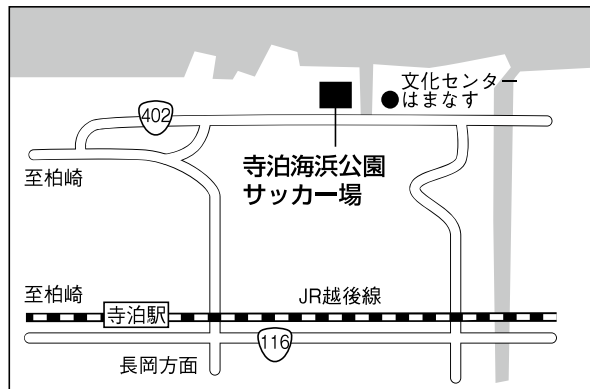 文化センター
はまなす
402
寺泊海浜公園
サッカー場
至柏崎
至柏崎
JR越後線
寺泊駅
116
長岡方面